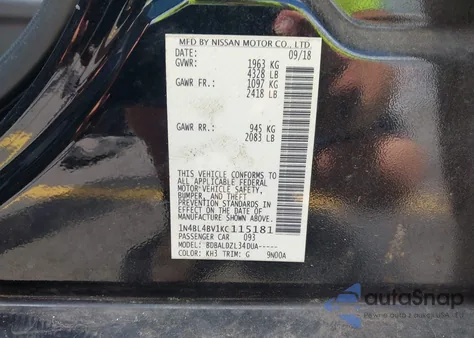 MFD BY NISSAN MOTOR CO., LTD.
DATE: 09/18
GVWR: 1963 KG
4328 LB
GAWR FR: 1097 KG
2418 LB
GAWR RR: 945 KG
2083 LB
THIS VEHICLE CONFORMS TO
ALL APPLICABLE FEDERAL
MOTOR VEHICLE SAFETY,
BUMPER, AND THEFT
PREVENTION STANDARDS IN
EFFECT ON THE DATE OF
MANUFACTURE SHOWN ABOVE.
1N4BL4BV1KC115181
PASSENGER CAR 093
MODEL: BDBALDZL34DUA-----
COLOR: KH3 TRIM: G 9N00A
autaSnap